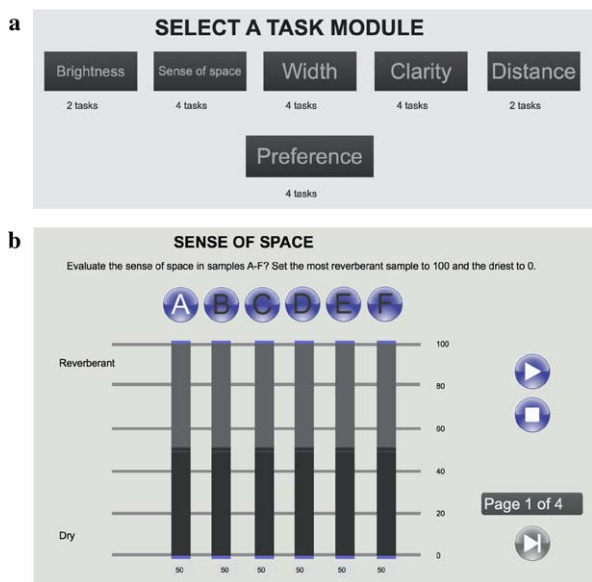 a
SELECT A TASK MODULE
Brightness Sense of space Width Clarity Distance
2 tasks 4 tasks 4 tasks 4 tasks 2 tasks
Preference
4 tasks
b
SENSE OF SPACE
Evaluate the sense of space in samples A-F? Set the most reverberant sample to 100 and the driest to 0.
A B C D E F
100
Reverberant
80
60
40
20
Page 1 of 4
Dry
0
50 50 50 50 50 50